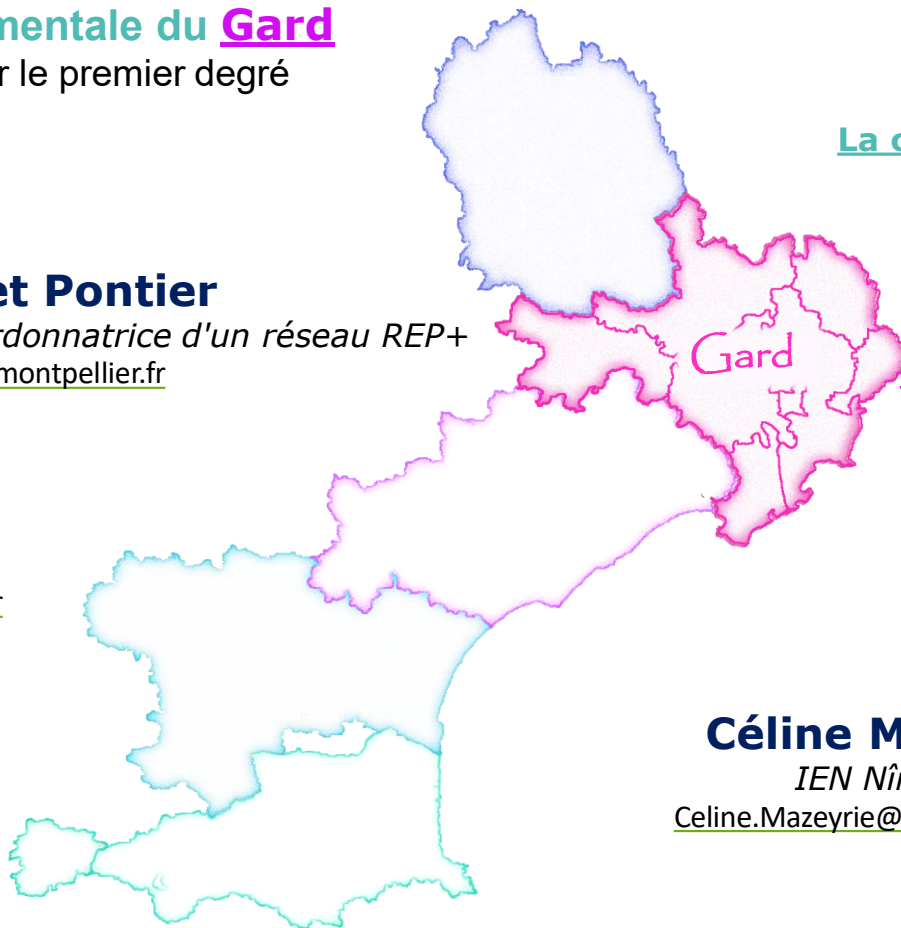 mentale du Gard
r le premier degré
La c
et Pontier
rdonnatrice d'un réseau REP+
montpellier.fr
Gard
Céline M
IEN Nîr
Celine.Mazeyrie@